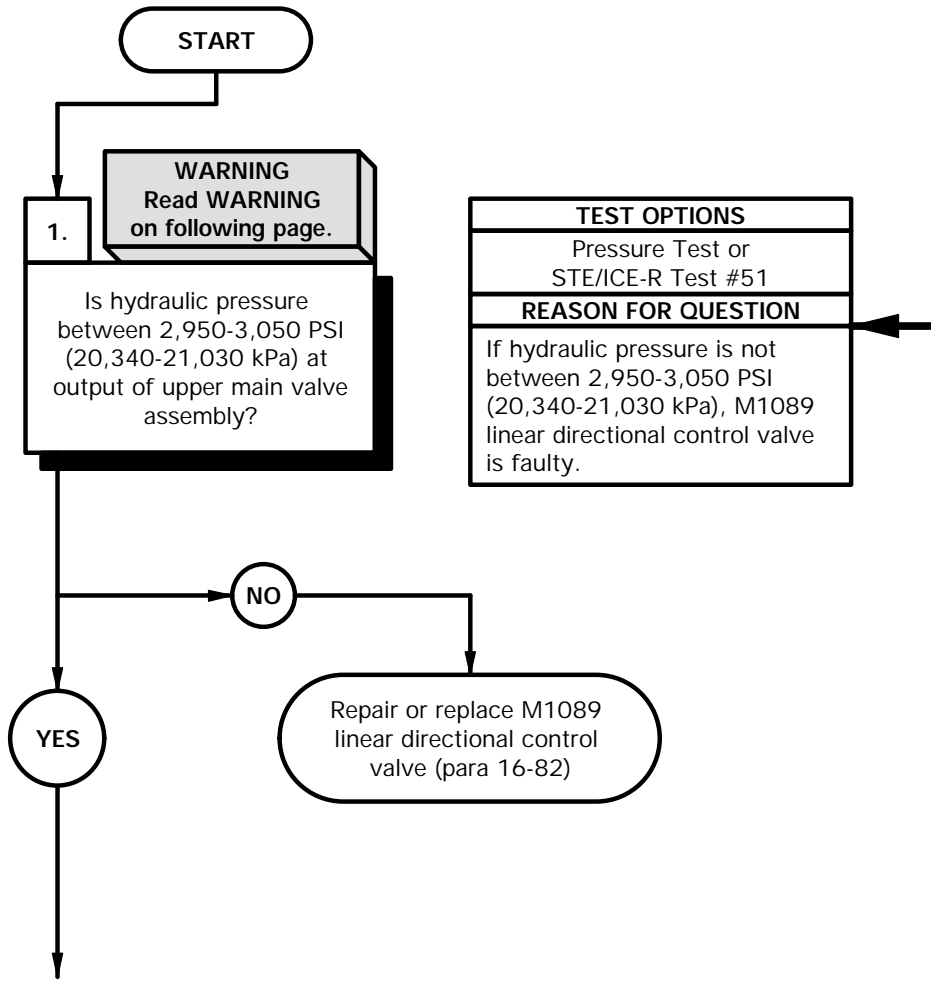 START
WARNING
Read WARNING
on following page.
1.
Is hydraulic pressure
between 2,950-3,050 PSI
(20,340-21,030 kPa) at
output of upper main valve
assembly?
TEST OPTIONS
Pressure Test or
STE/ICE-R Test #51
REASON FOR QUESTION
If hydraulic pressure is not
between 2,950-3,050 PSI
(20,340-21,030 kPa), M1089
linear directional control valve
is faulty.
NO
YES
Repair or replace M1089
linear directional control
valve (para 16-82)